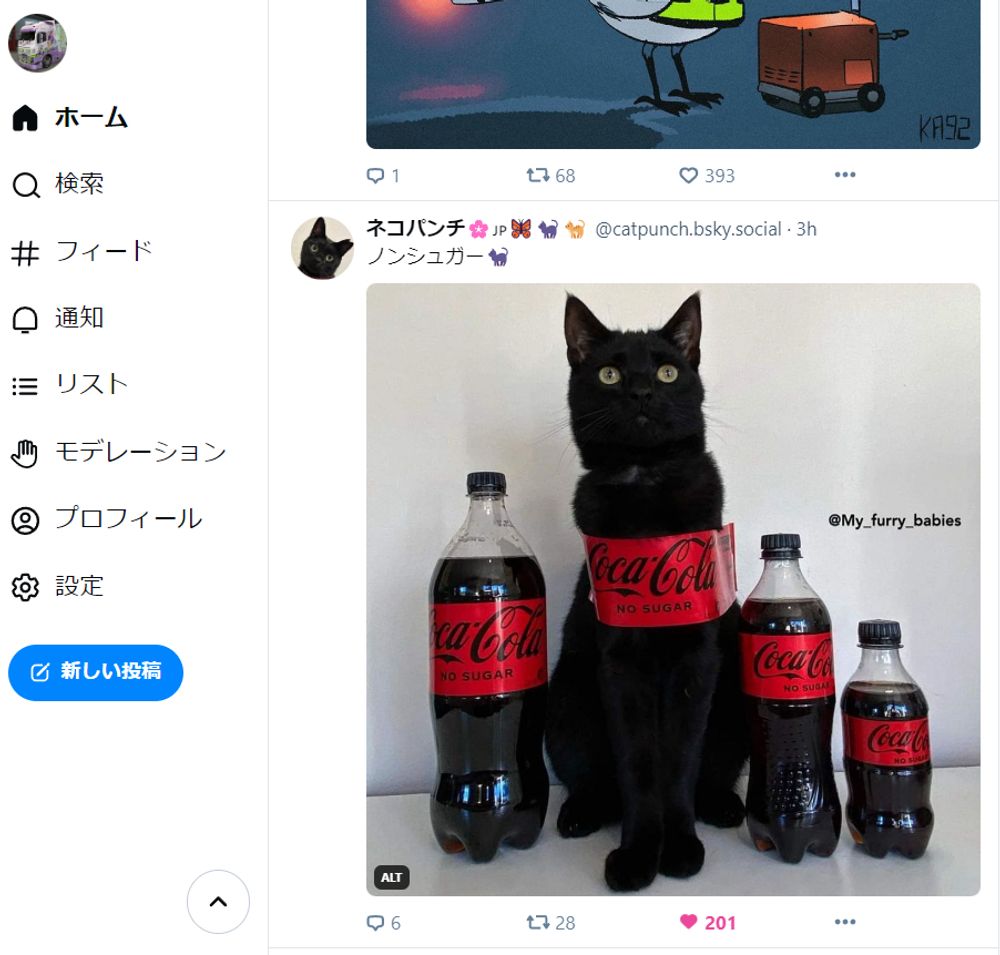 ホーム
検索
フィード
通知
リスト
モデレーション
プロフィール
設定
新しい投稿
KA92
1
68
393
ネコパンチ🌸JP🦋🐈‍⬛🐈 @catpunch.bsky.social · 3h
ノンシュガー🐈‍⬛
@My_furry_babies
Coca-Cola
NO SUGAR
Coca-Cola
NO SUGAR
Coca-Cola
NO SUGAR
Coca-Cola
NO SUGAR
ALT
6
28
201